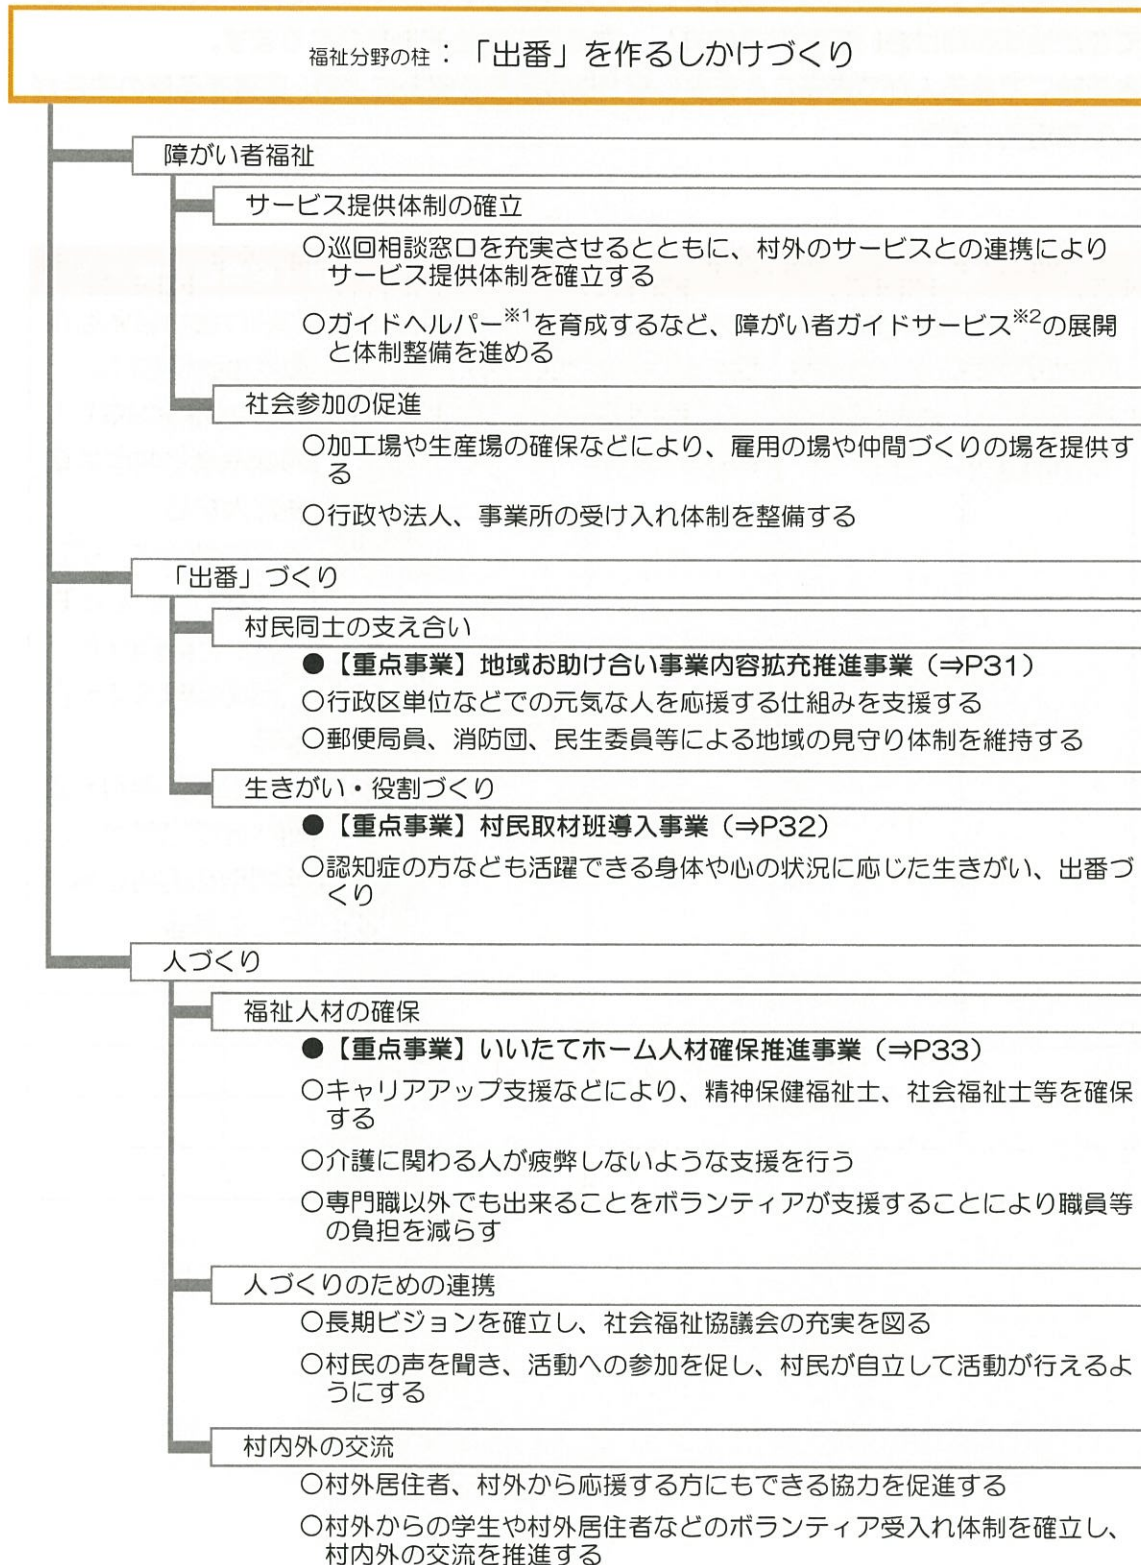 福祉分野の柱：「出番」を作るしかけづくり
障がい者福祉
サービス提供体制の確立
○巡回相談窓口を充実させるとともに、村外のサービスとの連携により
サービス提供体制を確立する
○ガイドヘルパー※1を育成するなど、障がい者ガイドサービス※2の展開
と体制整備を進める
社会参加の促進
○加工場や生産場の確保などにより、雇用の場や仲間づくりの場を提供す
る
○行政や法人、事業所の受け入れ体制を整備する
「出番」づくり
村民同士の支え合い
●【重点事業】地域お助け合い事業内容拡充推進事業（⇒P31）
○行政区単位などでの元気な人を応援する仕組みを支援する
○郵便局員、消防団、民生委員等による地域の見守り体制を維持する
生きがい・役割づくり
●【重点事業】村民取材班導入事業（⇒P32）
○認知症の方なども活躍できる身体や心の状況に応じた生きがい、出番づ
くり
人づくり
福祉人材の確保
●【重点事業】いいたてホーム人材確保推進事業（⇒P33）
○キャリアアップ支援などにより、精神保健福祉士、社会福祉士等を確保
する
○介護に関わる人が疲弊しないような支援を行う
○専門職以外でも出来ることをボランティアが支援することにより職員等
の負担を減らす
人づくりのための連携
○長期ビジョンを確立し、社会福祉協議会の充実を図る
○村民の声を聞き、活動への参加を促し、村民が自立して活動が行えるよ
うにする
村内外の交流
○村外居住者、村外から応援する方にもできる協力を促進する
○村外からの学生や村外居住者などのボランティア受入れ体制を確立し、
村内外の交流を推進する